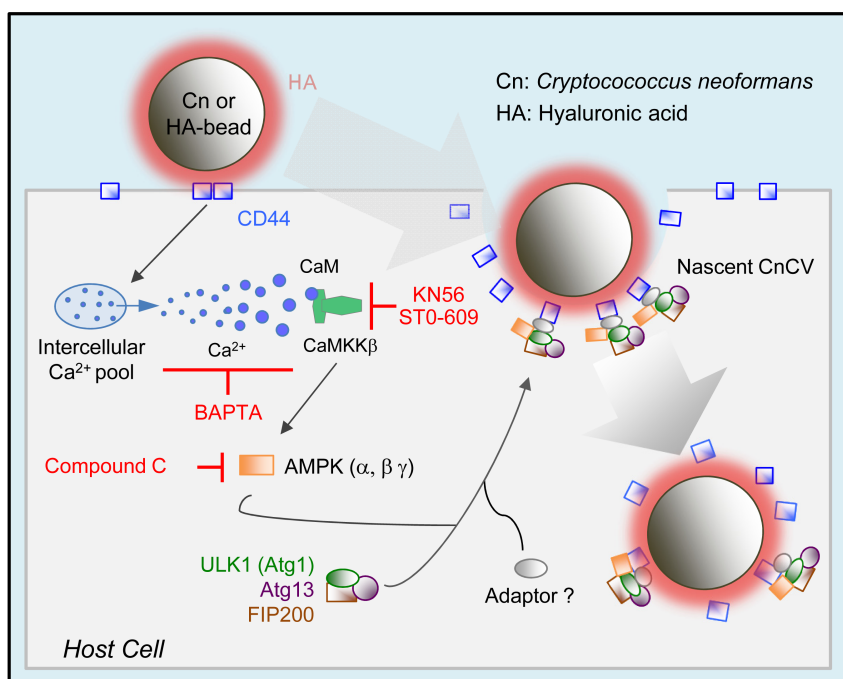 Cn or
HA-bead
HA
Cn: Cryptocococcus neoformans
HA: Hyaluronic acid
CD44
Nascent CnCV
CaM
KN56
ST0-609
Intercellular
Ca²⁺ pool
Ca²⁺
CaMKKβ
BAPTA
Compound C
AMPK (α, β γ)
ULK1 (Atg1)
Atg13
FIP200
Adaptor ?
Host Cell